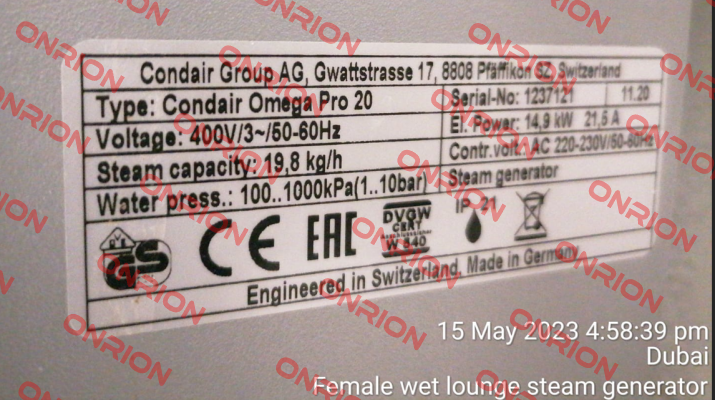 Condair Group AG, Gwattstrasse 17, 8808 Pfäffikon SZ, Switzerland
Type: Condair Omega Pro 20
Serial-No: 1237121 11.20
Voltage: 400V/3~/50-60Hz
El. Power: 14,9 kW 21,6 A
Steam capacity: 19,8 kg/h
Contr.volt.: AC 220-230V/50-60Hz
Water press.: 100..1000kPa(1..10bar)
Steam generator
GS
CE
EAC
DVGW
CERT
W 540
IP 21
Engineered in Switzerland, Made in Germany
15 May 2023 4:58:39 pm
Dubai
Female wet lounge steam generator
ONRION